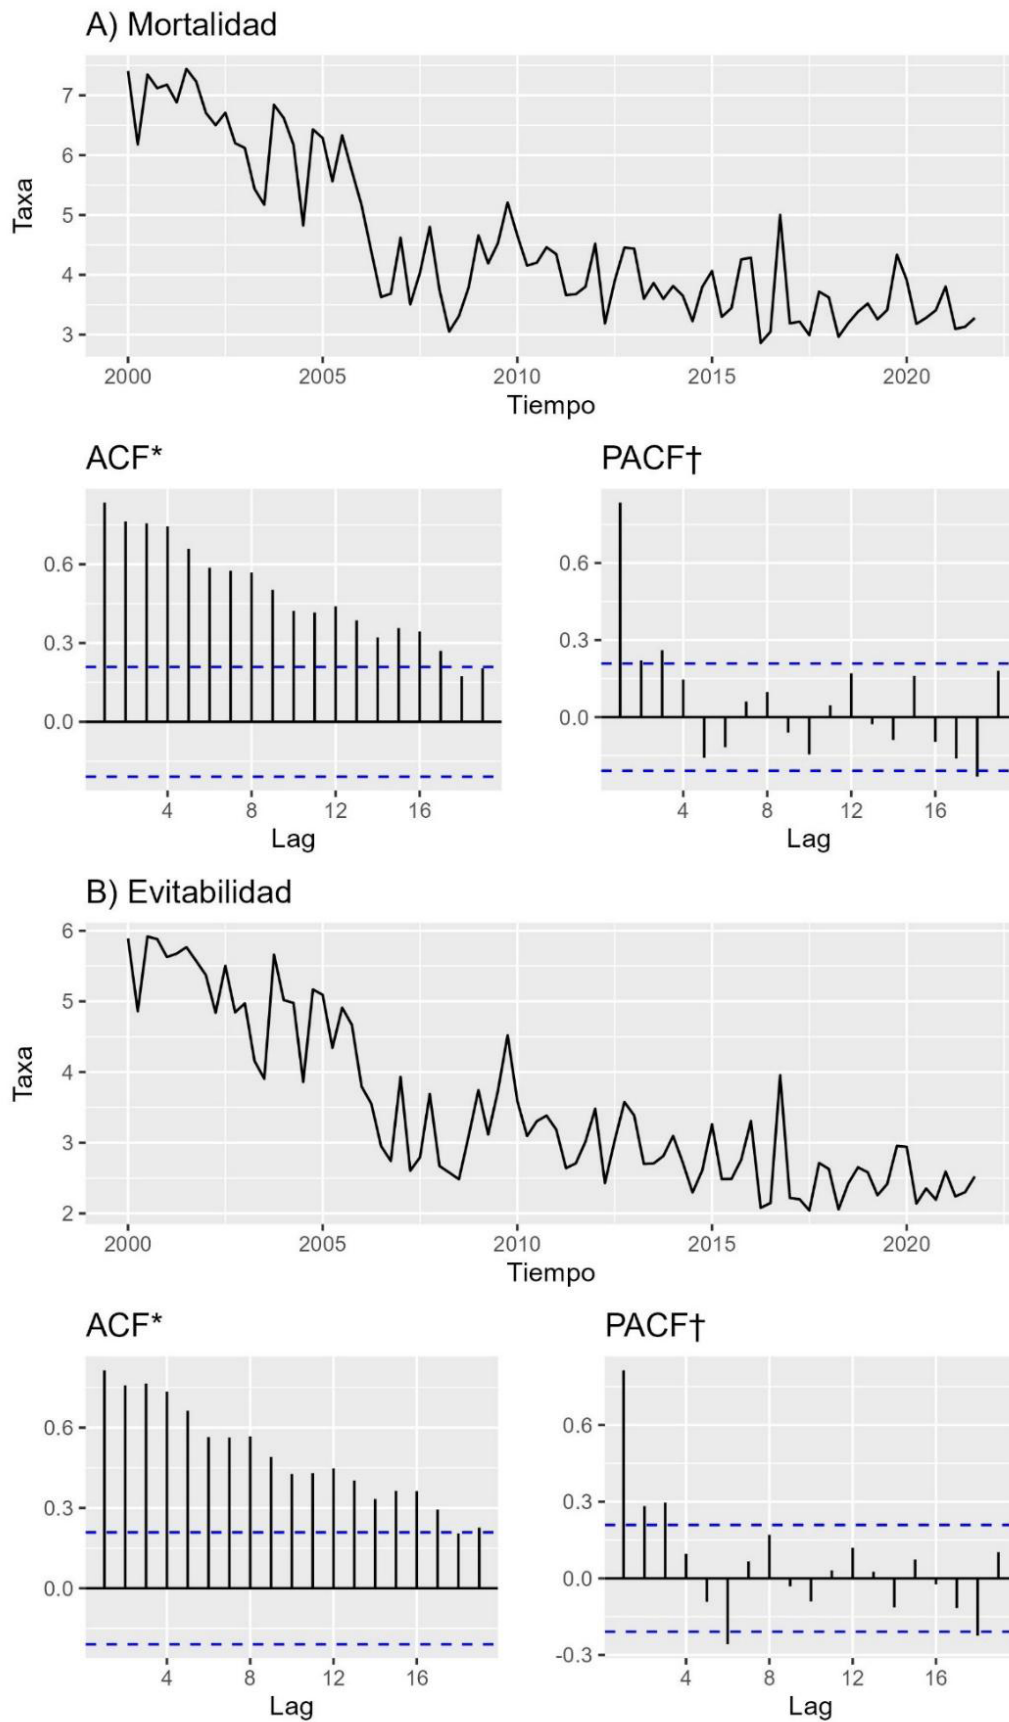 A) Mortalidad
7
6
5
4
3
Taxa
2000 2005 2010 2015 2020
Tiempo
ACF*
0.6
0.3
0.0
4 8 12 16
Lag
PACF†
0.6
0.3
0.0
4 8 12 16
Lag
B) Evitabilidad
6
5
4
3
2
Taxa
2000 2005 2010 2015 2020
Tiempo
ACF*
0.6
0.3
0.0
4 8 12 16
Lag
PACF†
0.6
0.3
0.0
-0.3
4 8 12 16
Lag